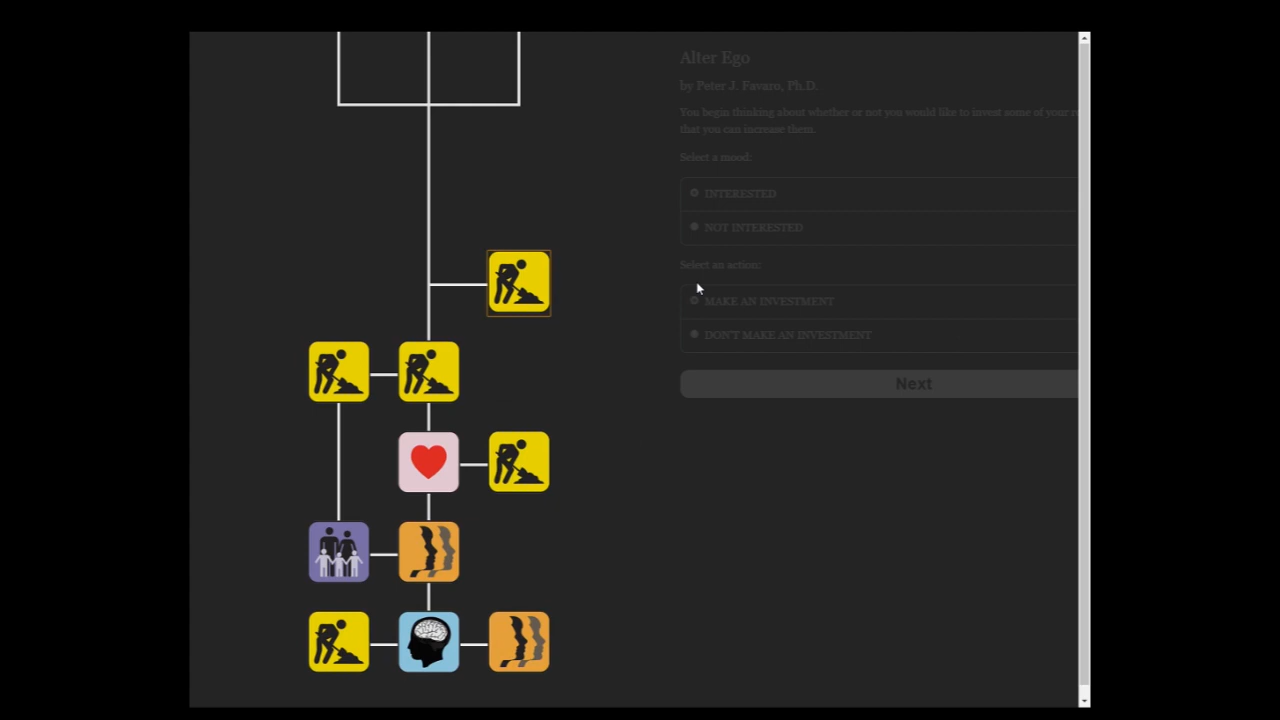 Alter Ego
by Peter J. Favaro, Ph.D.
You begin thinking about whether or not you would like to invest some of your
that you can increase them.
Select a mood:
INTERESTED
NOT INTERESTED
Select an action:
MAKE AN INVESTMENT
DON'T MAKE AN INVESTMENT
Next